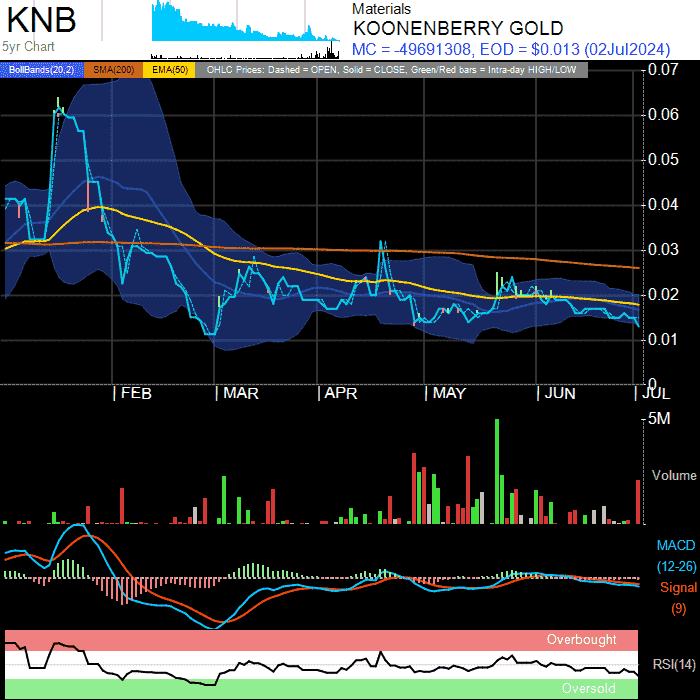 KNB
5yr Chart
Materials
KOONENBERRY GOLD
MC = -49691308, EOD = $0.013 (02Jul2024)
BollBands(20,2) SMA(200) EMA(50) OHLC Prices: Dashed = OPEN, Solid = CLOSE, Green/Red bars = Intra-day HIGH/LOW
0.07
0.06
0.05
0.04
0.03
0.02
0.01
0
FEB MAR APR MAY JUN JUL
5M
Volume
MACD
(12-26)
Signal
(9)
Overbought
RSI(14)
Oversold